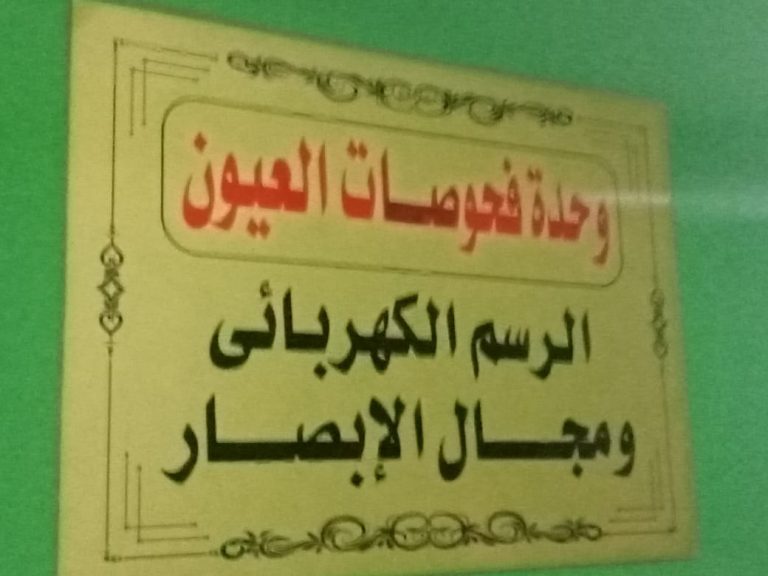 وحدة فحوصات العيون
الرسم الكهربائى
ومجال الإبصار